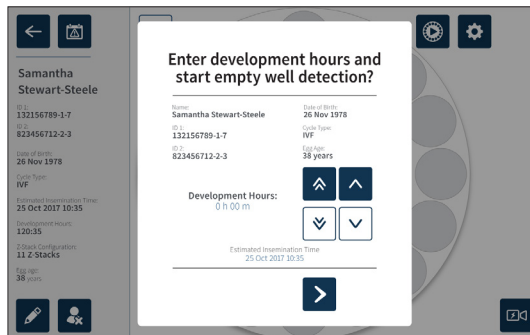 Samantha
Stewart-Steele
ID 1:
132156789-1-7
ID 2:
823456712-2-3
Date of Birth:
26 Nov 1978
Cycle Type:
IVF
Estimated Insemination Time:
25 Oct 2017 10:35
Development Hours:
120:35
Z-Stack Configuration:
11 Z-Stacks
Egg age:
38 years
Enter development hours and
start empty well detection?
Name:
Samantha Stewart-Steele
Date of Birth:
26 Nov 1978
ID 1:
132156789-1-7
Cycle Type:
IVF
ID 2:
823456712-2-3
Egg Age:
38 years
Development Hours:
0 h 00 m
Estimated Insemination Time
25 Oct 2017 10:35